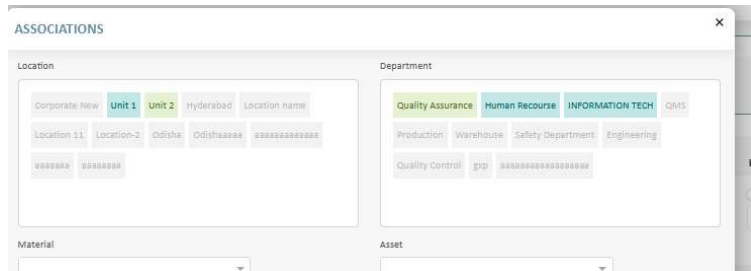 ASSOCIATIONS ×
Location
Corporate New Unit 1 Unit 2 Hyderabad Location name
Location 11 Location-2 Odisha Odishaaaaa aaaaaaaaaaaaa
aaaaaaa aaaaaaaa
Department
Quality Assurance Human Recourse INFORMATION TECH QMS
Production Warehouse Safety Department Engineering
Quality Control gxp aaaaaaaaaaaaaaaaaa
Material
Asset